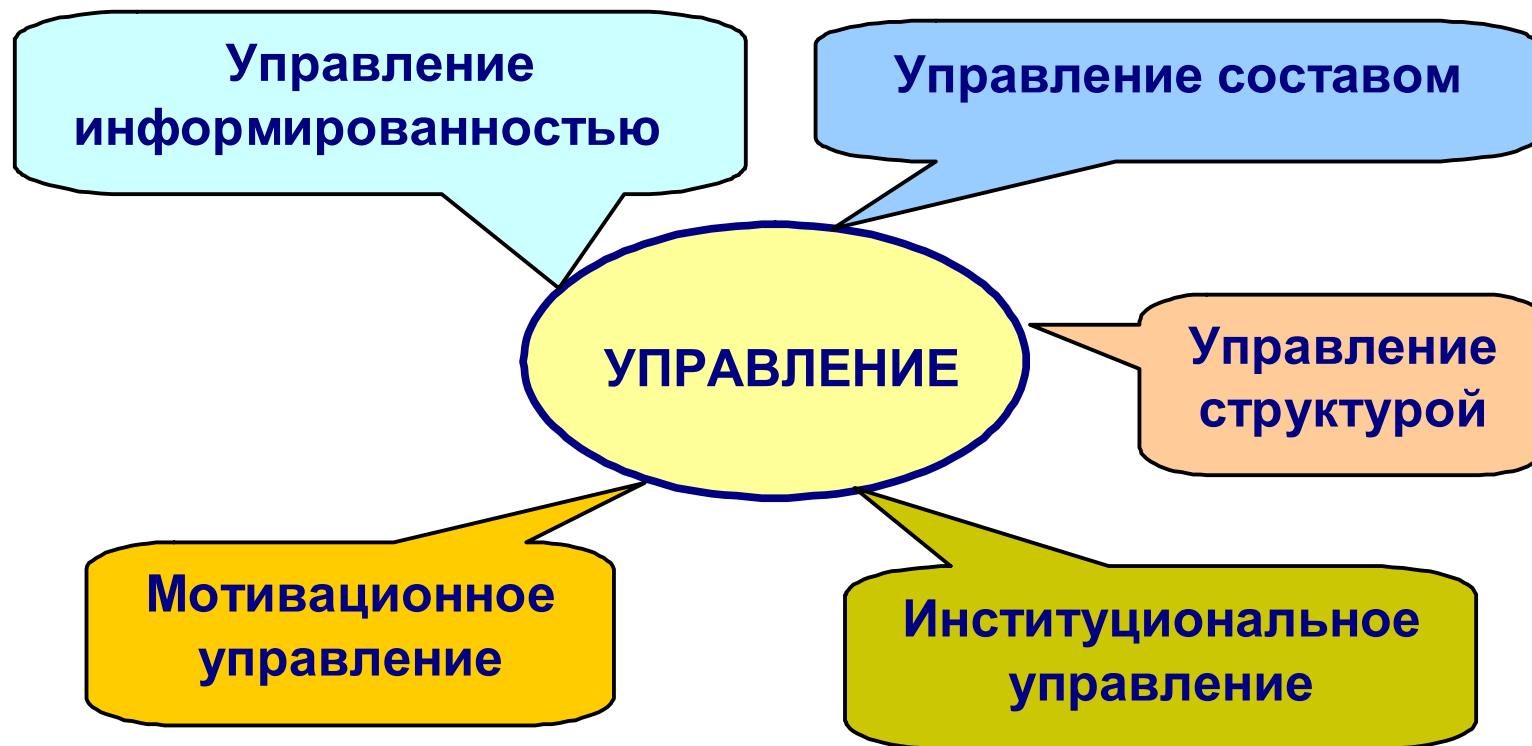 Управление
информированностью
Управление составом
УПРАВЛЕНИЕ
Управление
структурой
Мотивационное
управление
Институциональное
управление